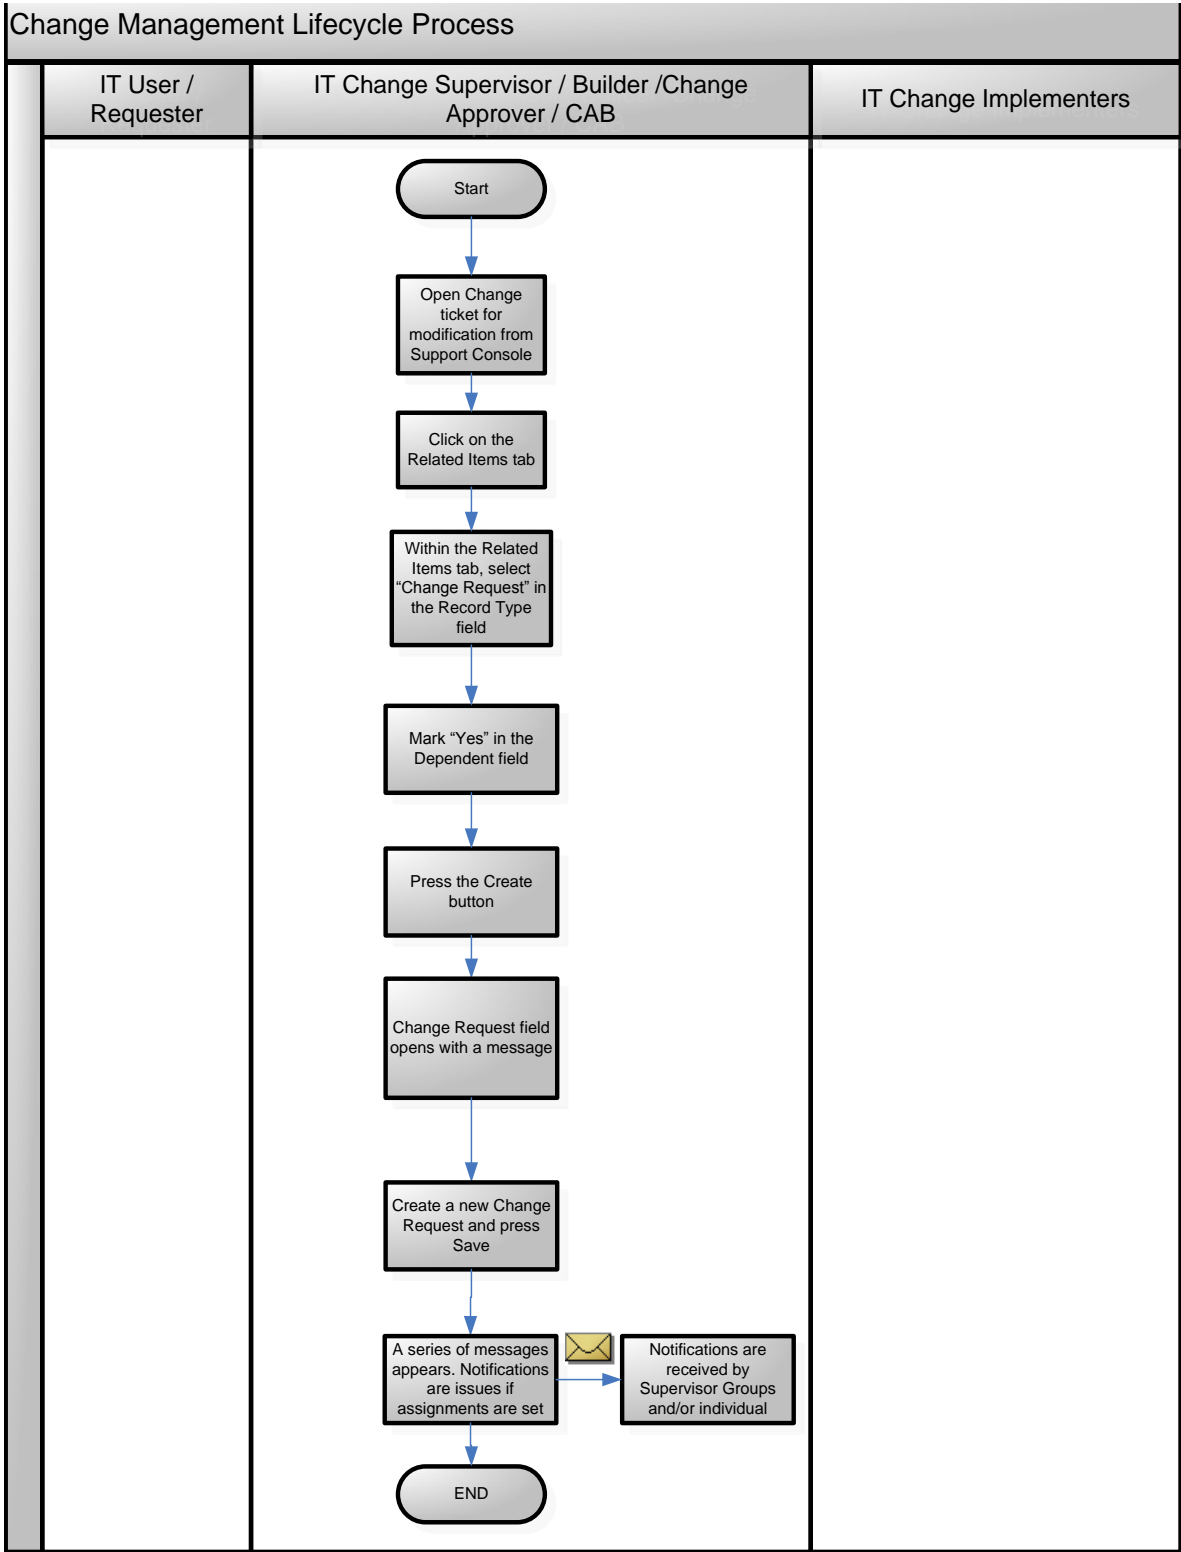 Change Management Lifecycle Process
IT User /
Requester
IT Change Supervisor / Builder /Change
Approver / CAB
IT Change Implementers
Start
Open Change
ticket for
modification from
Support Console
Click on the
Related Items tab
Within the Related
Items tab, select
“Change Request” in
the Record Type
field
Mark “Yes” in the
Dependent field
Press the Create
button
Change Request field
opens with a message
Create a new Change
Request and press
Save
A series of messages
appears. Notifications
are issues if
assignments are set
Notifications are
received by
Supervisor Groups
and/or individual
END